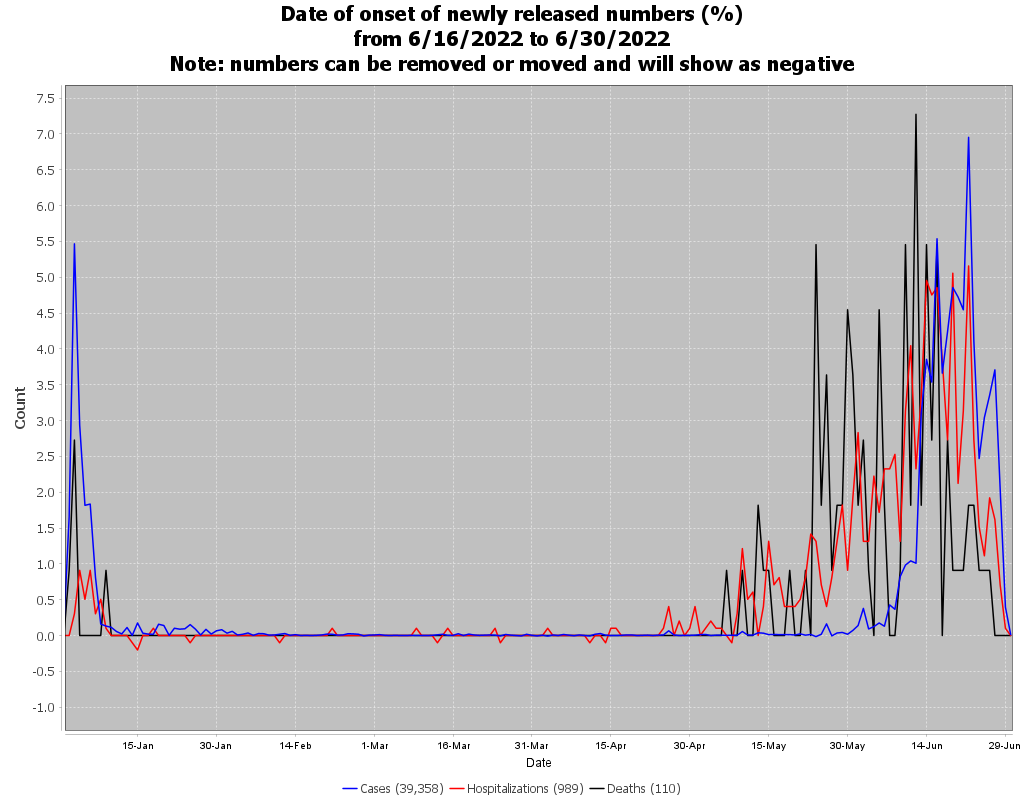 Date of onset of newly released numbers (%)
from 6/16/2022 to 6/30/2022
Note: numbers can be removed or moved and will show as negative
7.5
7.0
6.5
6.0
5.5
5.0
4.5
4.0
3.5
3.0
2.5
2.0
1.5
1.0
0.5
0.0
-0.5
-1.0
Count
15-Jan 30-Jan 14-Feb 1-Mar 16-Mar 31-Mar 15-Apr 30-Apr 15-May 30-May 14-Jun 29-Jun
Date
Cases (39,358) Hospitalizations (989) Deaths (110)